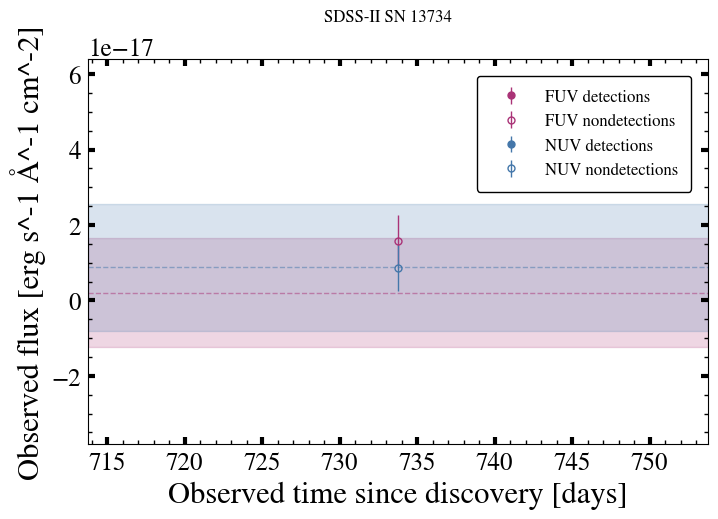 SDSS-II SN 13734
1e−17
6
4
2
0
−2
Observed flux [erg s^-1 Å^-1 cm^-2]
FUV detections
FUV nondetections
NUV detections
NUV nondetections
715 720 725 730 735 740 745 750
Observed time since discovery [days]